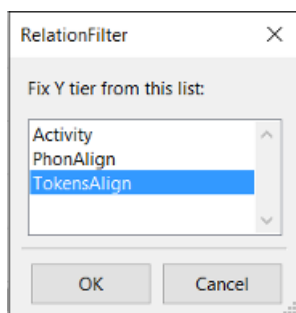 RelationFilter
Fix Y tier from this list:
Activity
PhonAlign
TokensAlign
OK Cancel